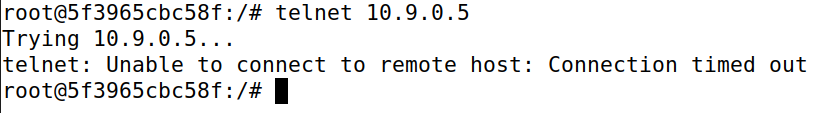 root@5f3965cbc58f:/# telnet 10.9.0.5
Trying 10.9.0.5...
telnet: Unable to connect to remote host: Connection timed out
root@5f3965cbc58f:/#